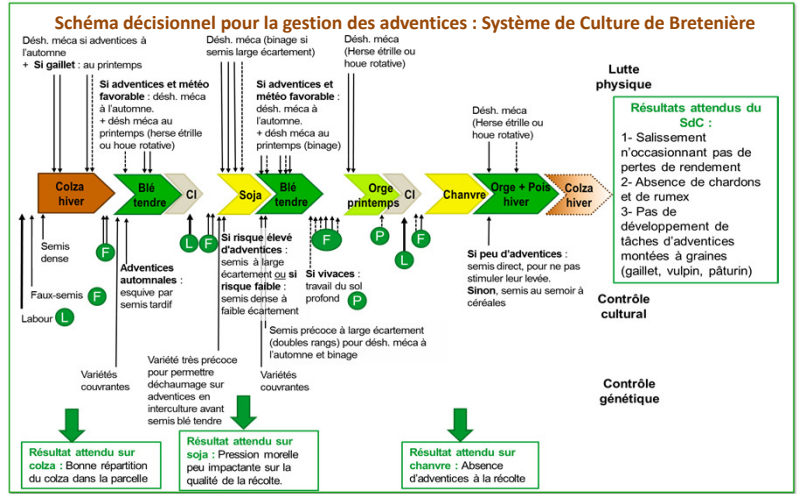 Schéma décisionnel pour la gestion des adventices : Système de Culture de Bretenière
Désh. méca si adventices à
l'automne
+ Si gaillet : au printemps
Désh. méca (binage si
semis large écartement)
Désh. méca
(Herse étrille ou
houe rotative)
Lutte
physique
Si adventices et météo
favorable : désh. méca
à l'automne.
+ désh méca au
printemps (herse étrille
ou houe rotative)
Si adventices et
météo favorable :
désh. méca à
l'automne.
+ désh méca au
printemps (binage)
Désh. méca
(Herse étrille ou
houe rotative)
Résultats attendus du
SdC :
1- Salissement
n'occasionnant pas de
pertes de rendement
2- Absence de chardons
et de rumex
3- Pas de
développement de
tâches d'adventices
montées à graines
(gaillet, vulpin, pâturin)
Colza
hiver
Blé
tendre
CI
Soja
Blé
tendre
Orge
printemps
CI
Chanvre
Orge + Pois
hiver
Colza
hiver
Semis
dense
F
Faux-semis F
Labour L
Adventices
automnales :
esquive par
semis tardif
L
F
Si risque élevé
d'adventices :
semis à large
écartement ou si
risque faible :
semis dense à
faible écartement
F
Si vivaces :
travail du sol
profond P
P
L
F
Si peu d'adventices :
semis direct, pour ne pas
stimuler leur levée.
Sinon, semis au semoir à
céréales
Contrôle
cultural
Semis précoce à large écartement
(doubles rangs) pour désh. méca à
l'automne et binage
Variétés
couvrantes
Variété très précoce
pour permettre
déchaumage sur
adventices en
interculture avant
semis blé tendre
Variétés
couvrantes
Contrôle
génétique
Résultat attendu sur
colza : Bonne répartition
du colza dans la parcelle
Résultat attendu sur
soja : Pression morelle
peu impactante sur la
qualité de la récolte.
Résultat attendu sur
chanvre : Absence
d'adventices à la récolte